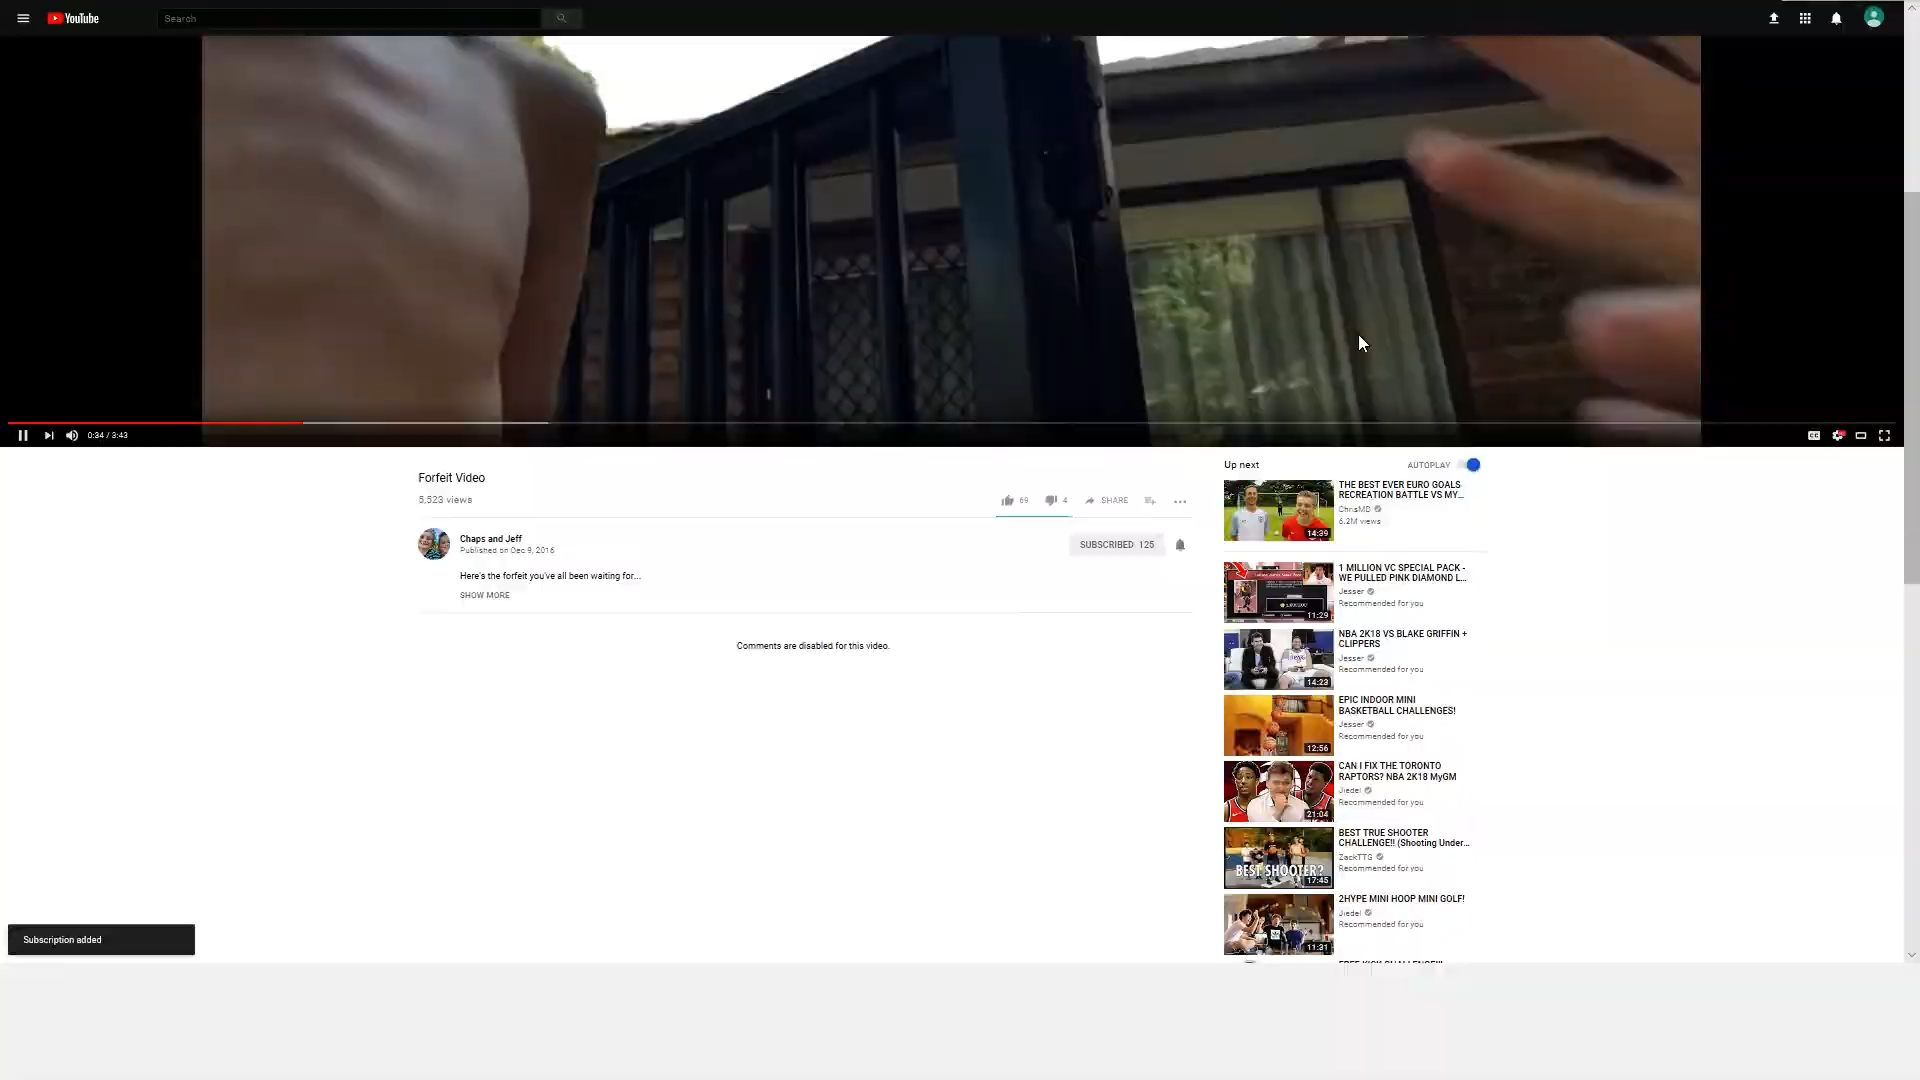 YouTube
Search
0:34 / 3:43
CC
Forfeit Video
5,523 views
69
4
SHARE
Chaps and Jeff
Published on Dec 9, 2016
SUBSCRIBED 125
Here's the forfeit you've all been waiting for...
SHOW MORE
Comments are disabled for this video.
Up next
AUTOPLAY
THE BEST EVER EURO GOALS
RECREATION BATTLE VS MY...
ChrisMD
6.2M views
14:39
1 MILLION VC SPECIAL PACK -
WE PULLED PINK DIAMOND L...
Jesser
Recommended for you
11:29
NBA 2K18 VS BLAKE GRIFFIN +
CLIPPERS
Jesser
Recommended for you
14:23
EPIC INDOOR MINI
BASKETBALL CHALLENGES!
Jesser
Recommended for you
12:56
CAN I FIX THE TORONTO
RAPTORS? NBA 2K18 MyGM
Jiedel
Recommended for you
21:04
BEST TRUE SHOOTER
CHALLENGE!! (Shooting Under...
ZackTTG
Recommended for you
BEST SHOOTER?
17:45
2HYPE MINI HOOP MINI GOLF!
Jiedel
Recommended for you
11:31
Subscription added